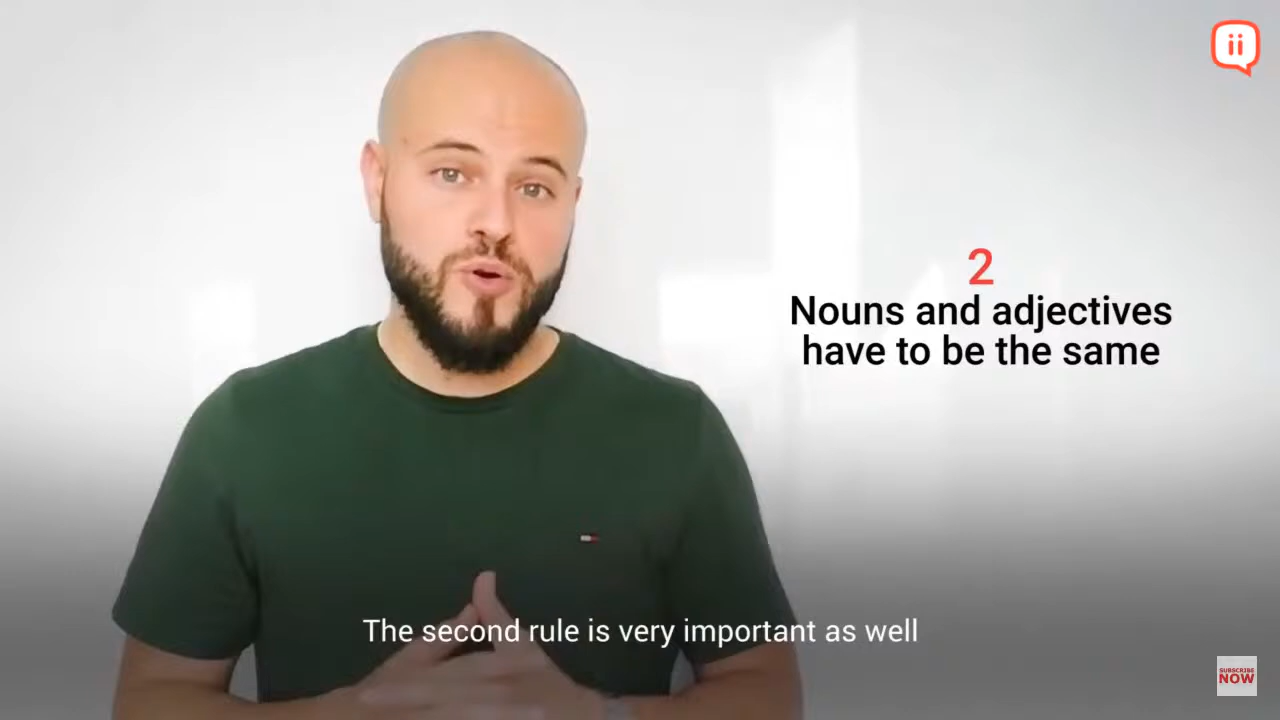 ii
2
Nouns and adjectives
have to be the same
The second rule is very important as well
SUBSCRIBE
NOW